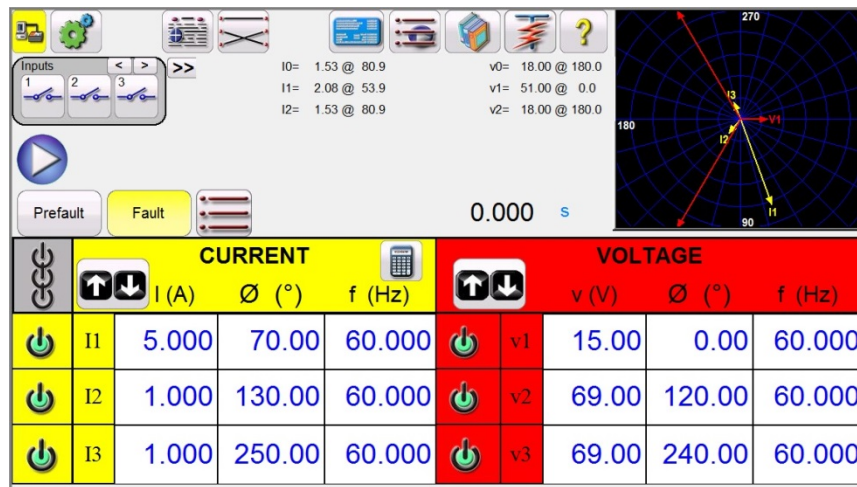 Inputs < > >>
1 2 3
I0= 1.53 @ 80.9
I1= 2.08 @ 53.9
I2= 1.53 @ 80.9
v0= 18.00 @ 180.0
v1= 51.00 @ 0.0
v2= 18.00 @ 180.0
?
270
180
90
I3
V1
I2
I1
Prefault Fault 0.000 s
CURRENT VOLTAGE
I (A) Ø (°) f (Hz) v (V) Ø (°) f (Hz)
I1 5.000 70.00 60.000 v1 15.00 0.00 60.000
I2 1.000 130.00 60.000 v2 69.00 120.00 60.000
I3 1.000 250.00 60.000 v3 69.00 240.00 60.000